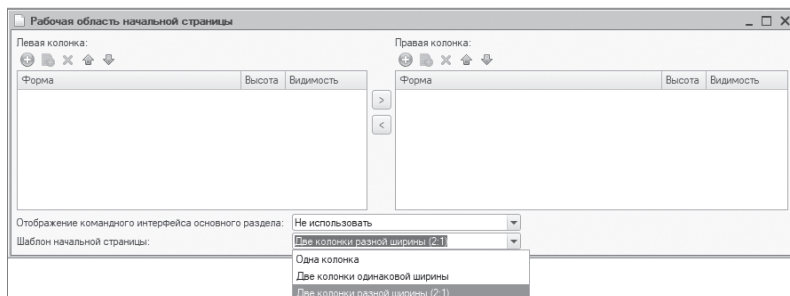 Рабочая область начальной страницы
Левая колонка:
Правая колонка:
Форма Высота Видимость
Форма Высота Видимость
Отображение командного интерфейса основного раздела: Не использовать
Шаблон начальной страницы: Две колонки разной ширины (2:1)
Одна колонка
Две колонки одинаковой ширины
Две колонки разной ширины (2:1)